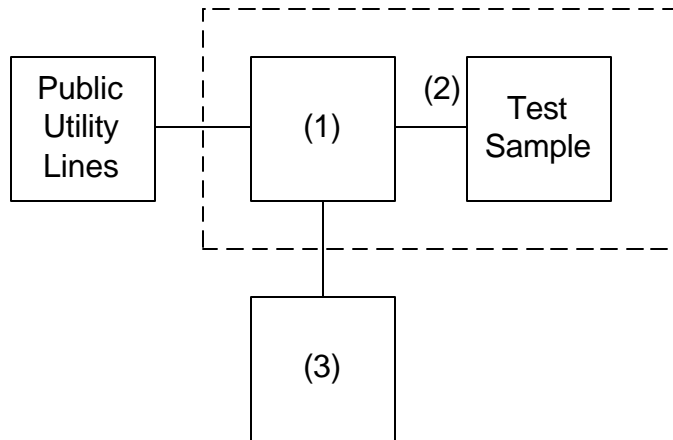 Public
Utility
Lines
(1)
(2)
Test
Sample
(3)